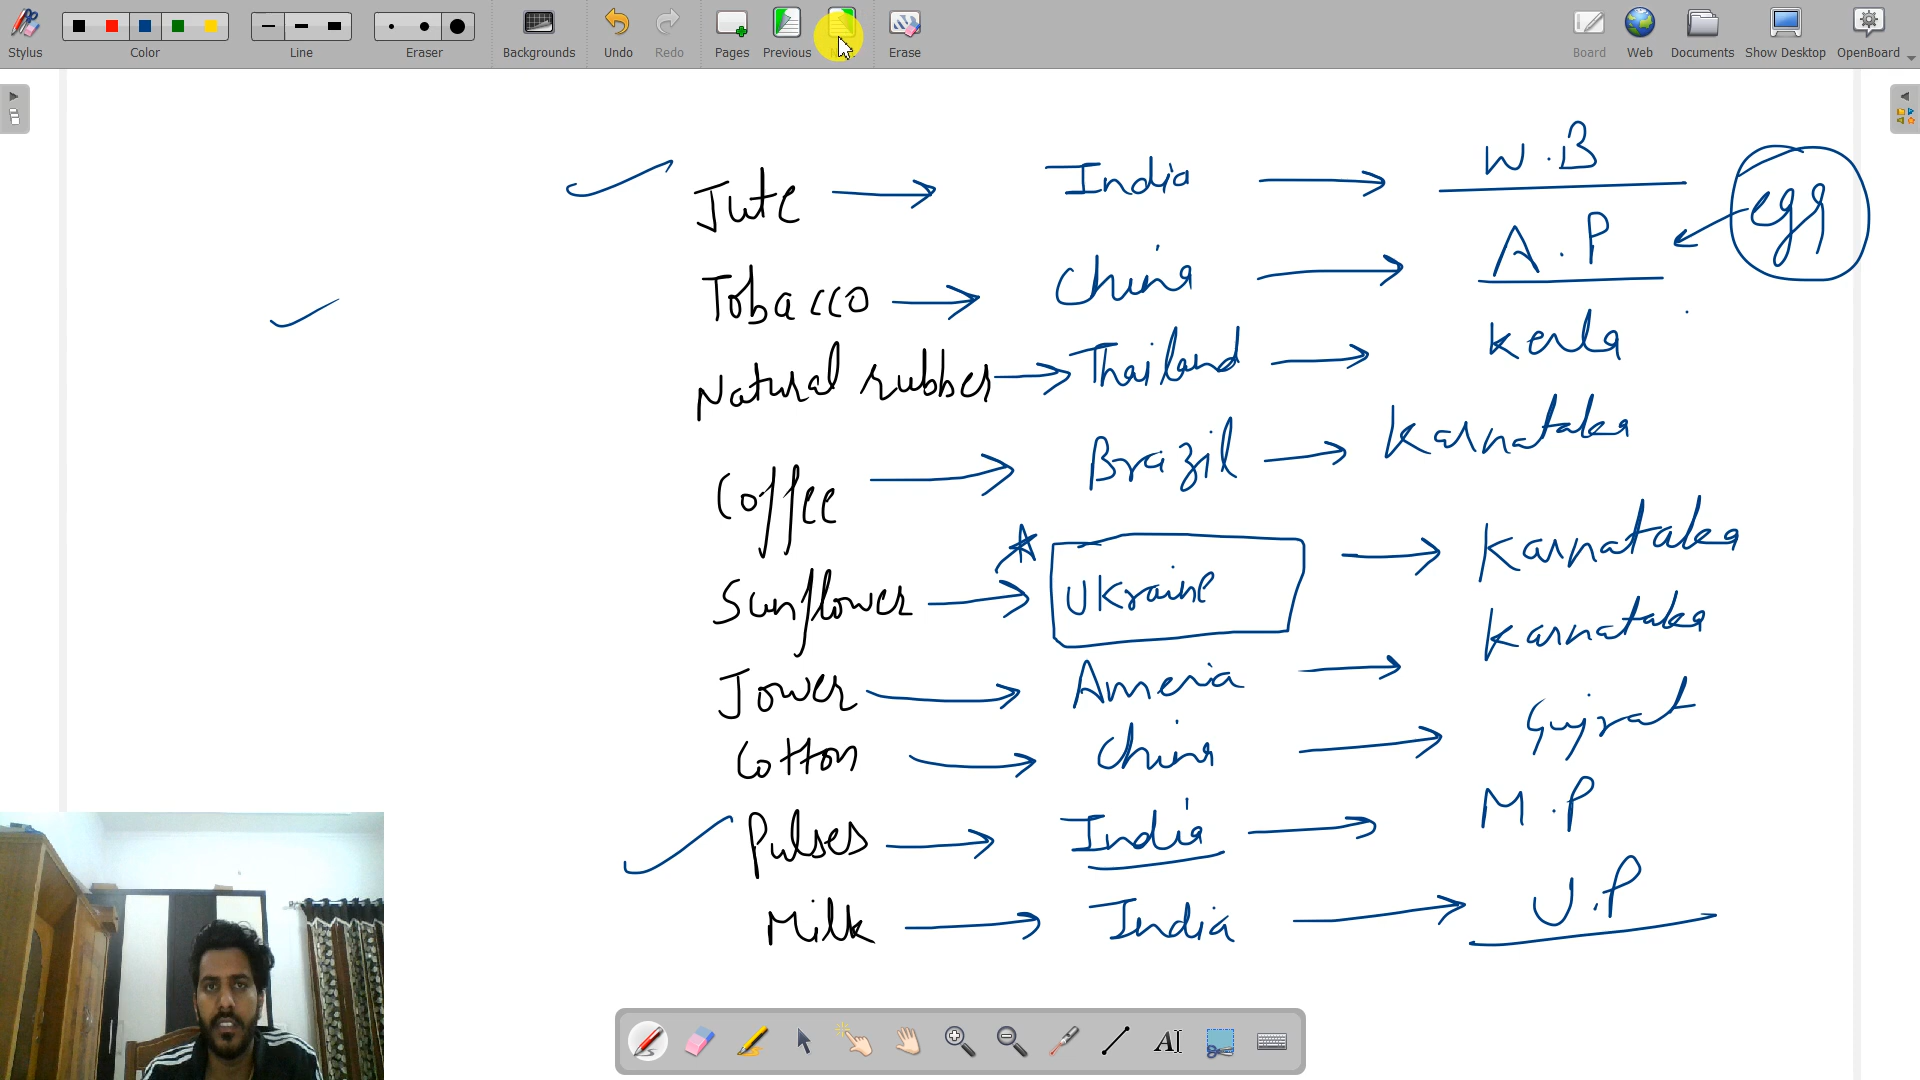 Stylus Color Line Eraser Backgrounds Undo Redo Pages Previous Erase Board Web Documents Show Desktop OpenBoard
Jute → India → W.B
egg
Tobacco → China → A.P
Natural rubber → Thailand → Kerla
Coffee → Brazil → Karnataka
Sunflower → Ukraine → Karnataka
Jower → Ameria → Karnataka
Cotton → China → Gujrat
Pulses → India → M.P
Milk → India → U.P